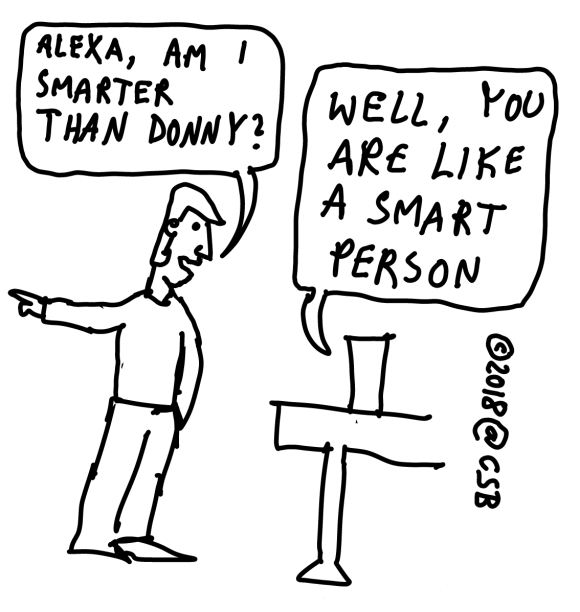 ALEXA, AM I
SMARTER
THAN DONNY?
WELL, YOU
ARE LIKE
A SMART
PERSON
©2018@CSB